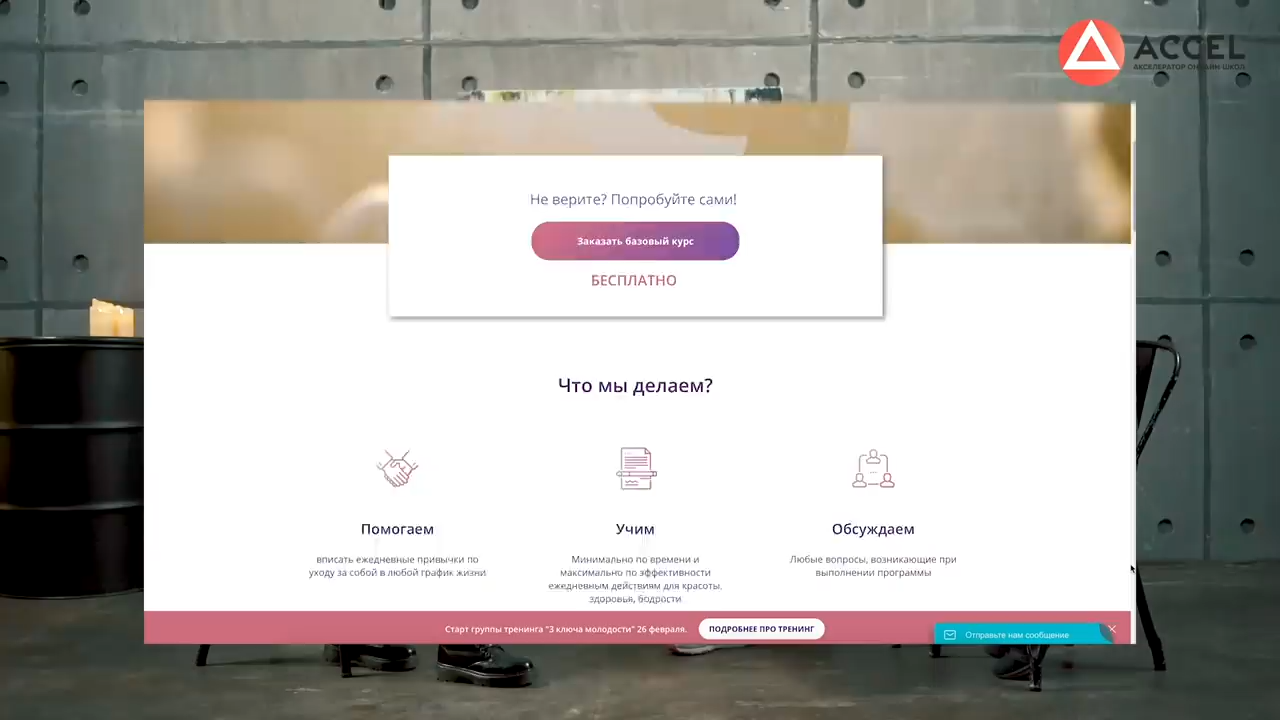 ACCEL
АКСЕЛЕРАТОР ОНЛАЙН-ШКОЛ
Не верите? Попробуйте сами!
Заказать базовый курс
БЕСПЛАТНО
Что мы делаем?
Помогаем
вписать ежедневные привычки по
уходу за собой в любой график жизни
Учим
Минимально по времени и
максимально по эффективности
ежедневным действиям для красоты,
здоровья, бодрости
Обсуждаем
Любые вопросы, возникающие при
выполнении программы
Старт группы тренинга "3 ключа молодости" 26 февраля.
ПОДРОБНЕЕ ПРО ТРЕНИНГ
Отправьте нам сообщение